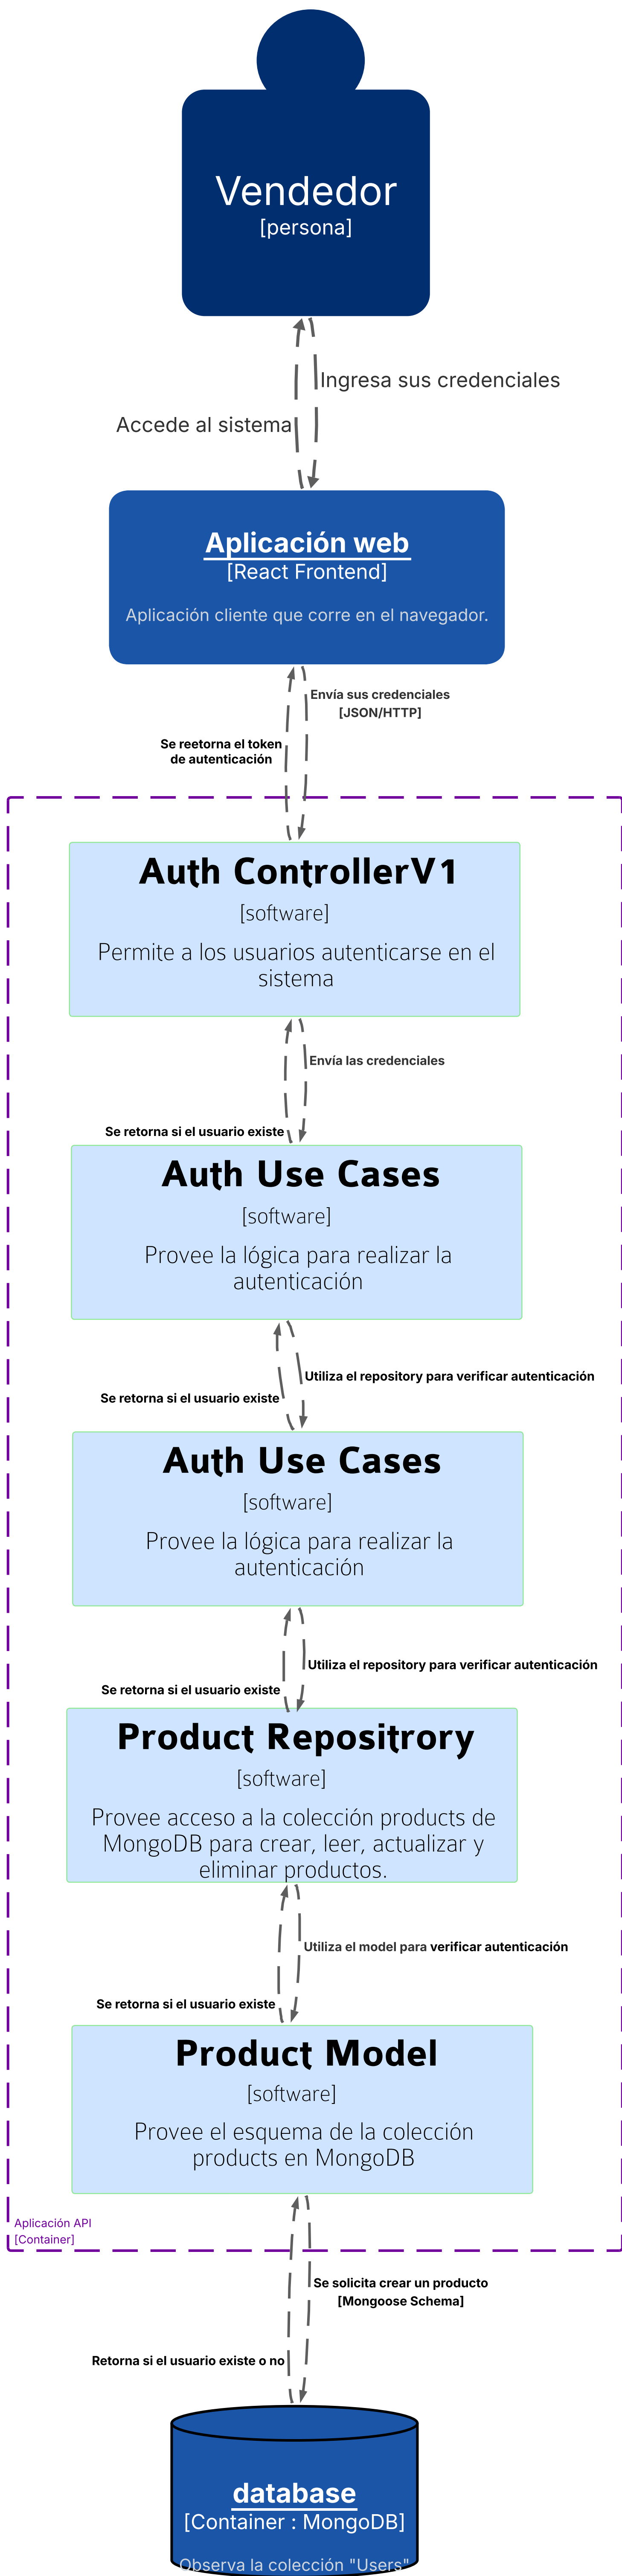 Vendedor
[persona]
Ingresa sus credenciales
Accede al sistema
Aplicación web
[React Frontend]
Aplicación cliente que corre en el navegador.
Envía sus credenciales
[JSON/HTTP]
Se reetorna el token
de autenticación
Auth ControllerV1
[software]
Permite a los usuarios autenticarse en el
sistema
Envía las credenciales
Se retorna si el usuario existe
Auth Use Cases
[software]
Provee la lógica para realizar la
autenticación
Utiliza el repository para verificar autenticación
Se retorna si el usuario existe
Auth Use Cases
[software]
Provee la lógica para realizar la
autenticación
Utiliza el repository para verificar autenticación
Se retorna si el usuario existe
Product Repositrory
[software]
Provee acceso a la colección products de
MongoDB para crear, leer, actualizar y
eliminar productos.
Utiliza el model para verificar autenticación
Se retorna si el usuario existe
Product Model
[software]
Provee el esquema de la colección
products en MongoDB
Aplicación API
[Container]
Se solicita crear un producto
[Mongoose Schema]
Retorna si el usuario existe o no
database
[Container : MongoDB]
Observa la colección "Users"